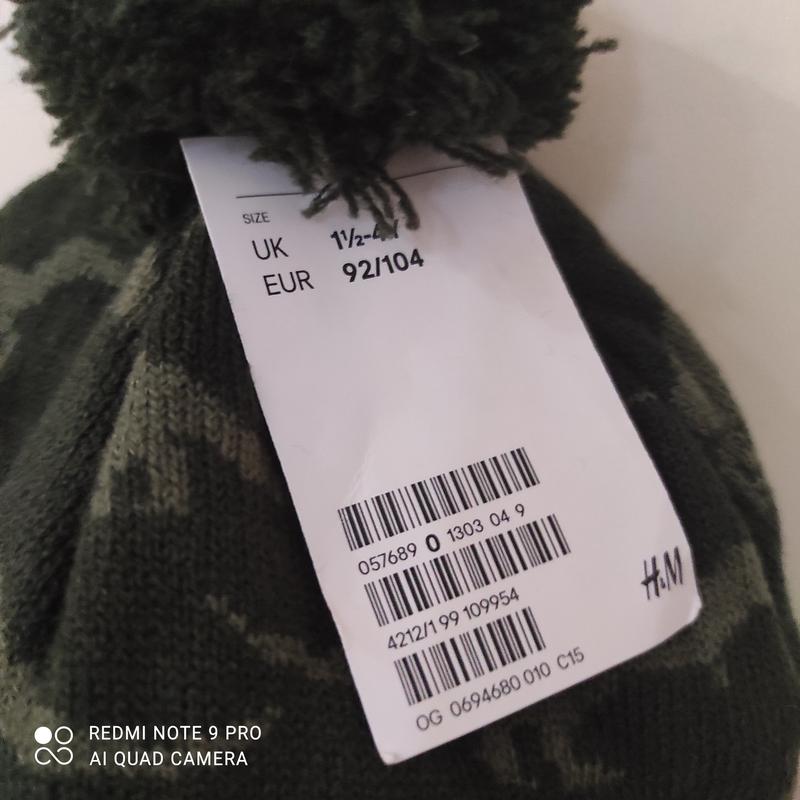 SIZE
UK 1½-4Y
EUR 92/104
057689 0 1303 04 9
4212/1 99 109954
OG 0694680 010 C15
H&M
REDMI NOTE 9 PRO
AI QUAD CAMERA